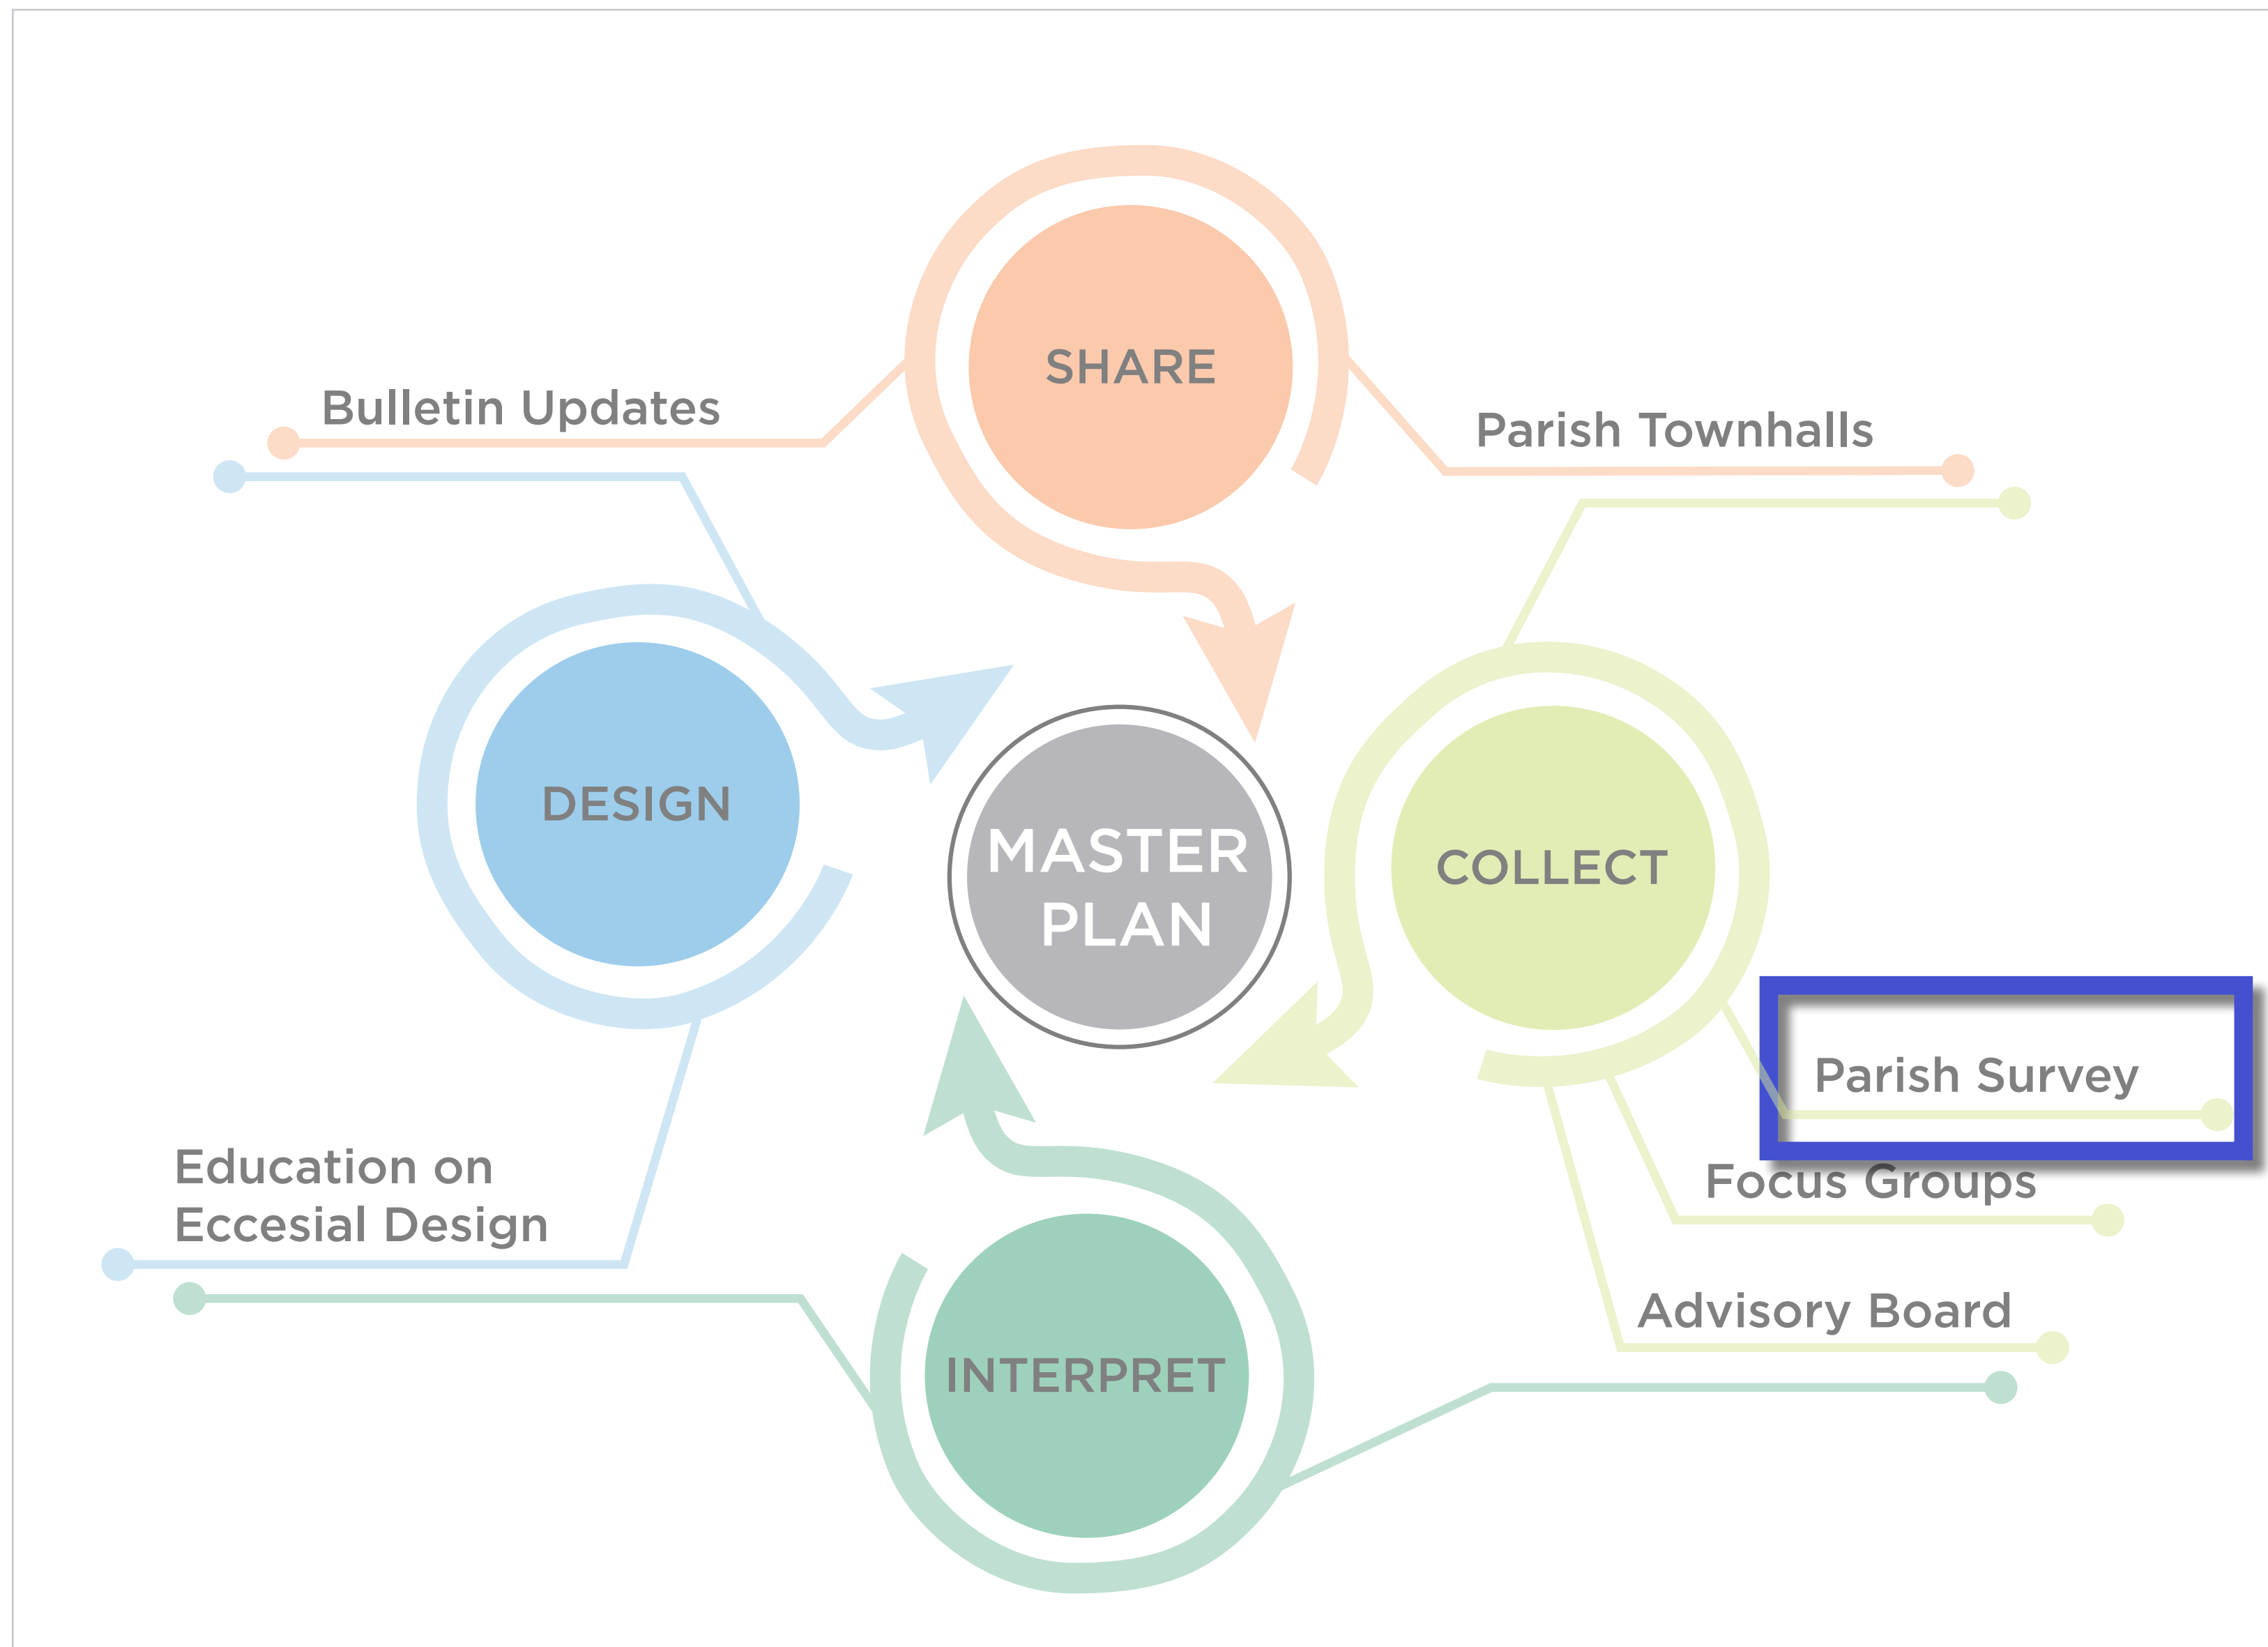 SHARE
Bulletin Updates
Parish Townhalls
DESIGN
MASTER
PLAN
COLLECT
Parish Survey
Education on
Eccesial Design
Focus Groups
Advisory Board
INTERPRET